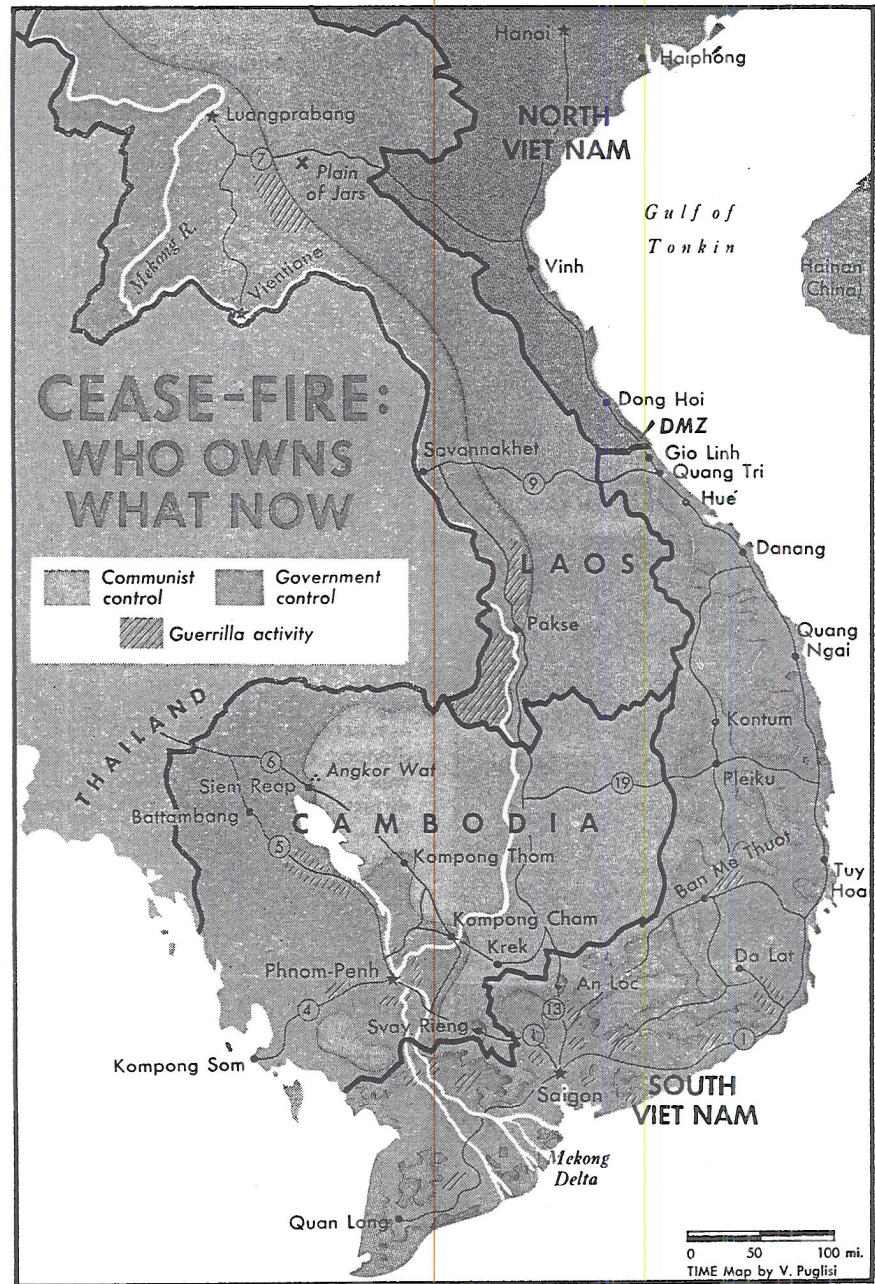 Hanoi
Haiphong
Luangprabang
NORTH
VIET NAM
7
Plain
of Jars
Gulf of
Tonkin
Mekong R.
Vientiane
Vinh
Hainan
(China)
CEASE-FIRE:
WHO OWNS
WHAT NOW
Dong Hoi
DMZ
Gio Linh
Savannakhet
Quang Tri
9
Hué
Danang
LAOS
Communist
control
Government
control
Guerrilla activity
Pakse
Quang
Ngai
THAILAND
Kontum
6
Angkor Wat
Siem Reap
19
Pleiku
Battambang
CAMBODIA
5
Kompong Thom
Ban Me Thuot
Tuy
Hoa
Kompong Cham
Krek
Da Lat
Phnom-Penh
An Loc
4
13
Svay Rieng
1
1
Kompong Som
Saigon
SOUTH
VIET NAM
Mekong
Delta
Quan Long
0 50 100 mi.
TIME Map by V. Puglisi